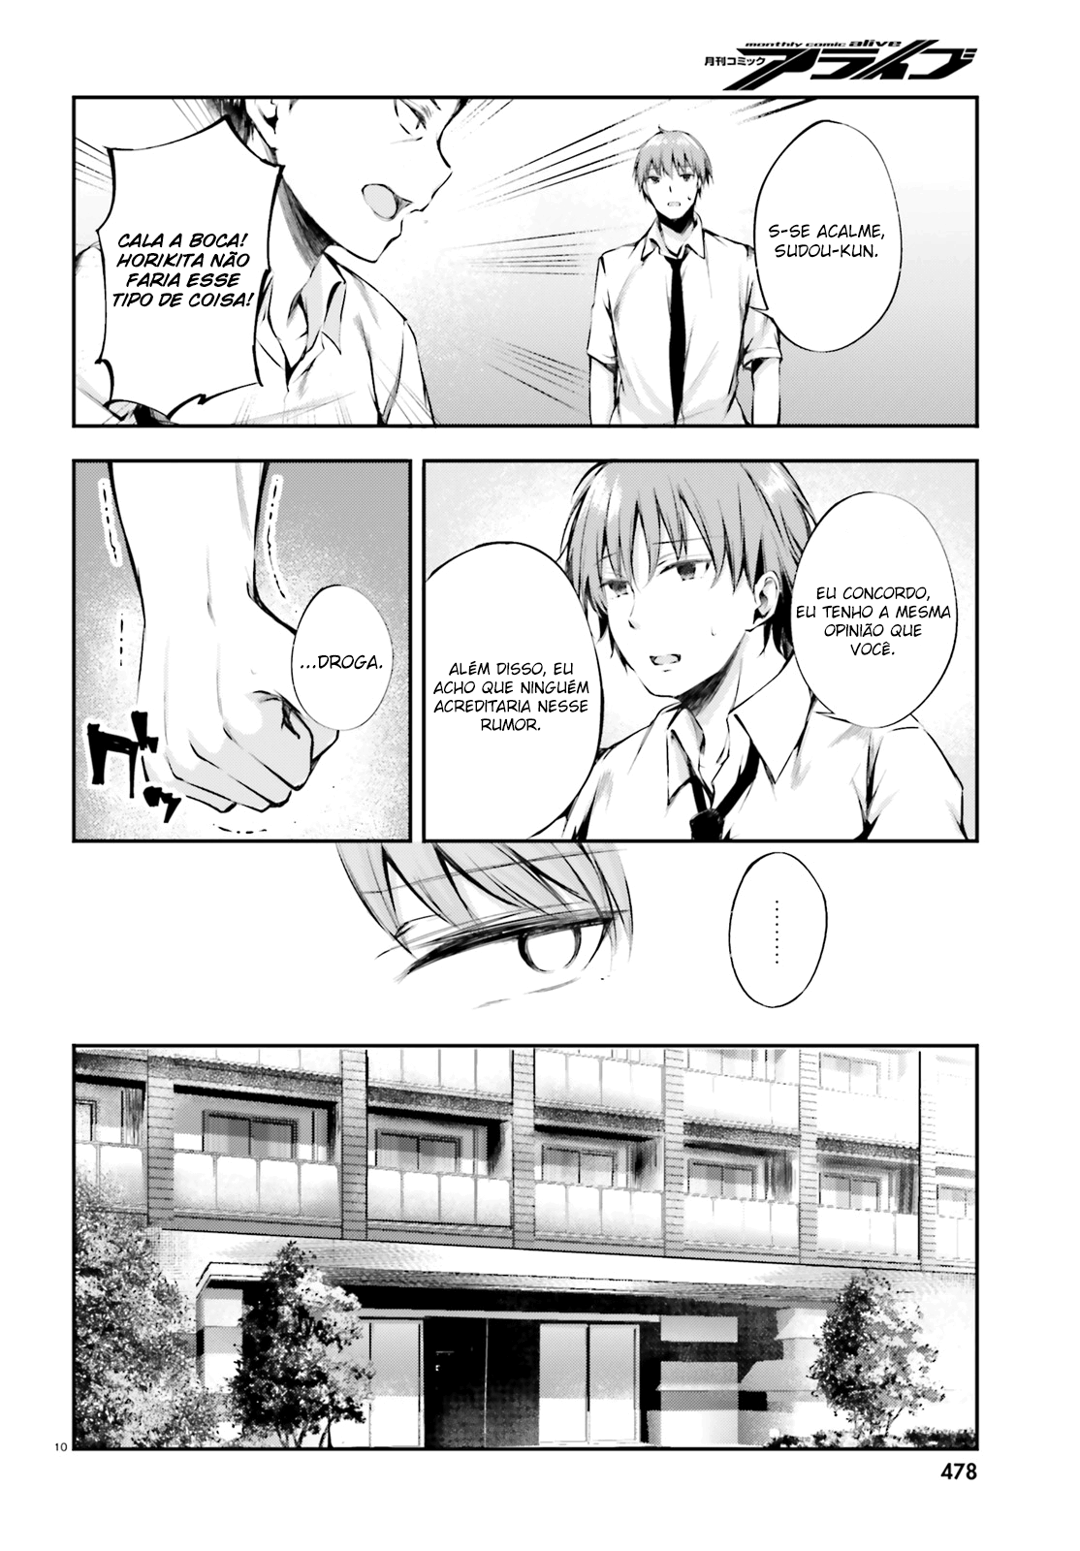 monthly comic alive
月刊コミック アライブ
S-SE ACALME,
SUDOU-KUN.
CALA A BOCA!
HORIKITA NÃO
FARIA ESSE
TIPO DE COISA!
EU CONCORDO,
EU TENHO A MESMA
OPINIÃO QUE
VOCÊ.
ALÉM DISSO, EU
ACHO QUE NINGUÉM
ACREDITARIA NESSE
RUMOR.
...DROGA.
グッ
..........
10
478